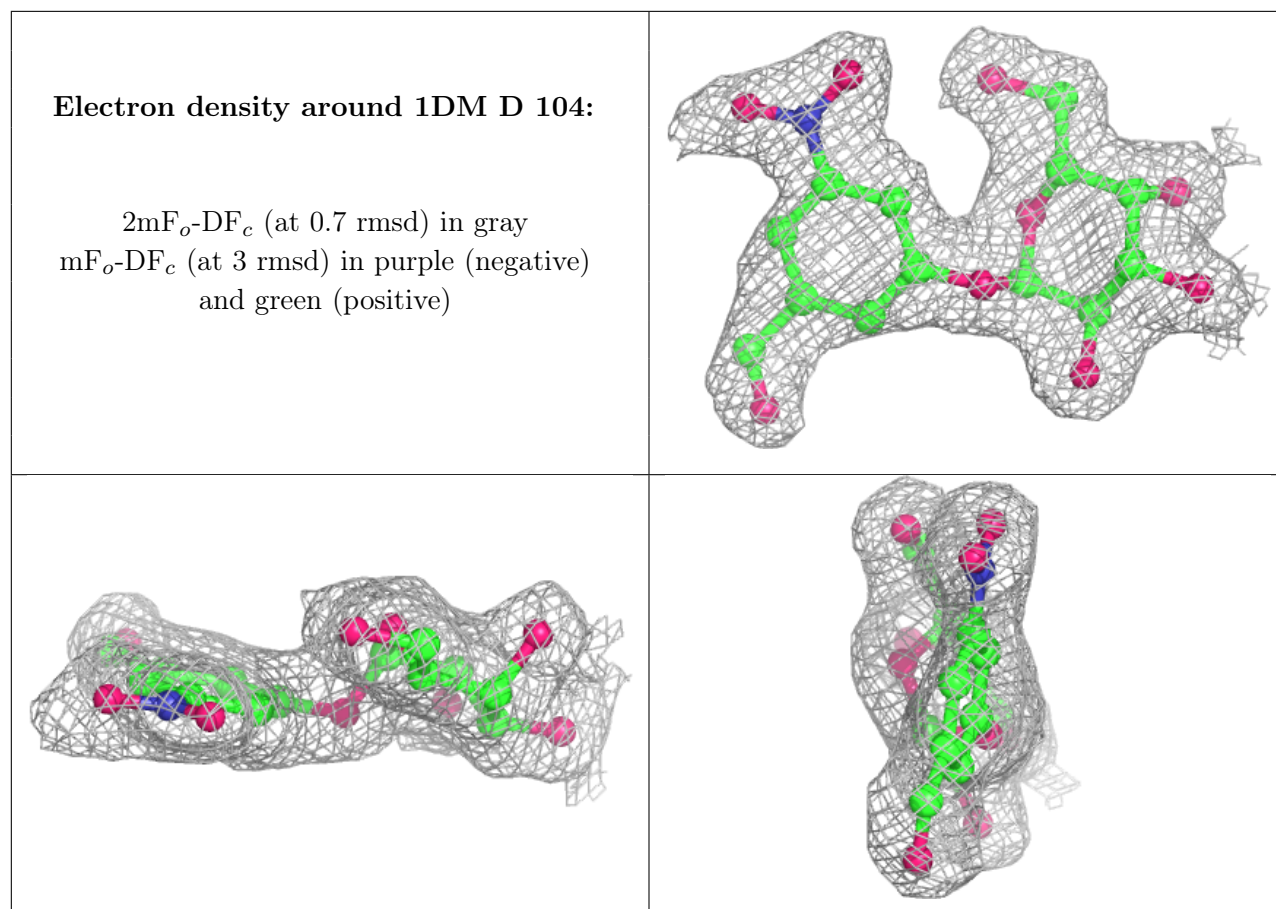 Electron density around 1DM D 104:
2mFₒ-DF𝒸 (at 0.7 rmsd) in gray
mFₒ-DF𝒸 (at 3 rmsd) in purple (negative)
and green (positive)